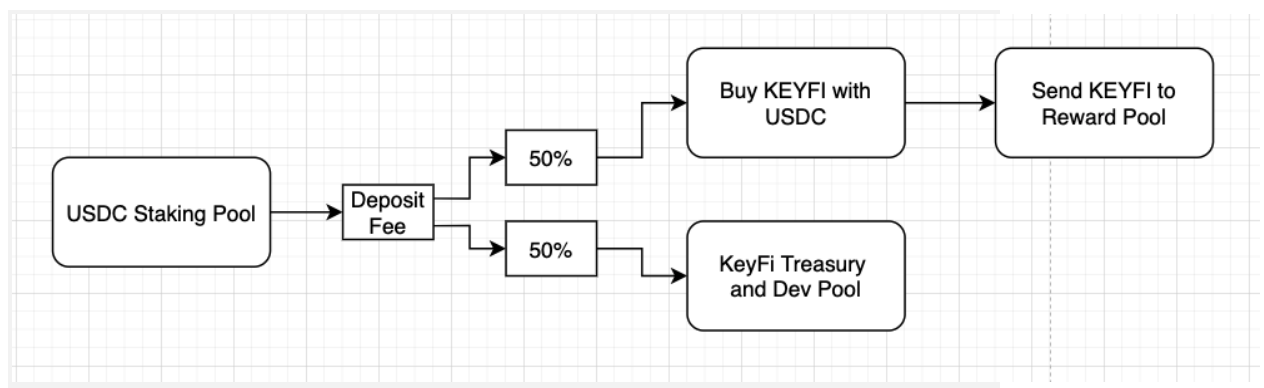 USDC Staking Pool
Deposit
Fee
50%
50%
Buy KEYFI with
USDC
Send KEYFI to
Reward Pool
KeyFi Treasury
and Dev Pool